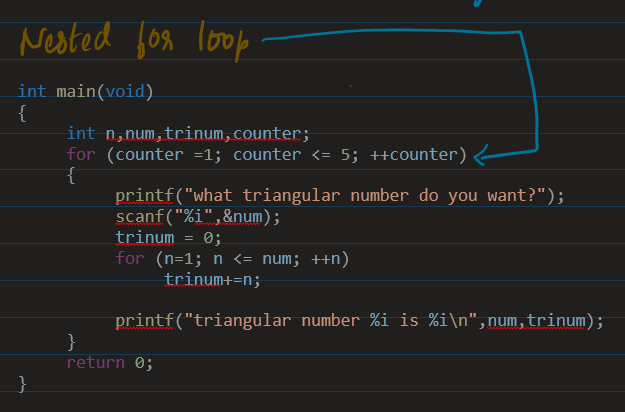 Nested for loop
int main(void)
{
int n,num,trinum,counter;
for (counter =1; counter <= 5; ++counter)
{
printf("what triangular number do you want?");
scanf("%i",&num);
trinum = 0;
for (n=1; n <= num; ++n)
trinum+=n;
printf("triangular number %i is %i\n",num,trinum);
}
return 0;
}